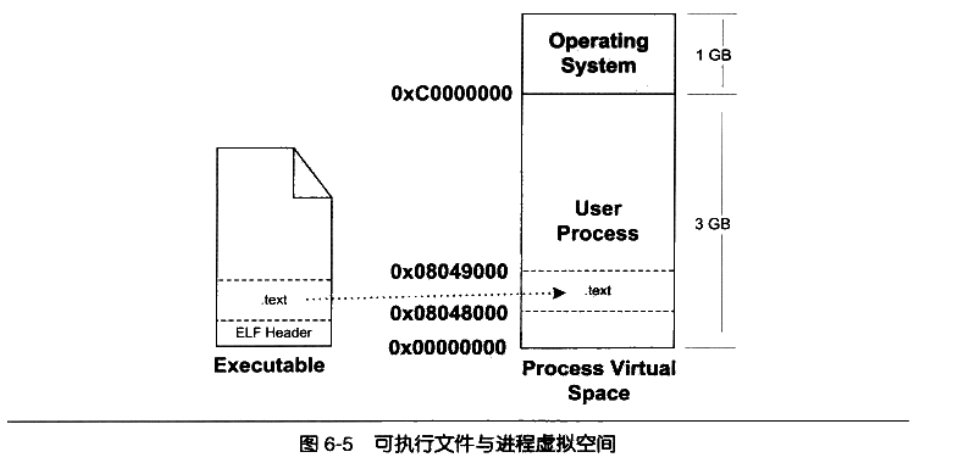 Operating
System
1 GB
0xC0000000
User
Process
3 GB
0x08049000
.text
.text
0x08048000
ELF Header
0x00000000
Executable
Process Virtual
Space
图 6-5 可执行文件与进程虚拟空间